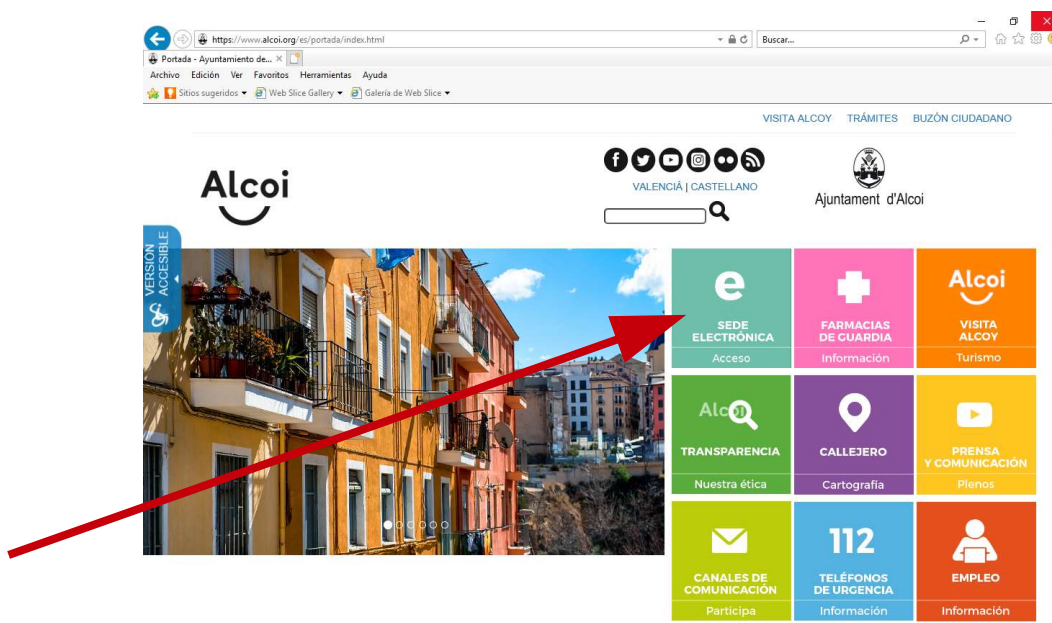 https://www.alcoi.org/es/portada/index.html
Buscar...
Portada - Ayuntamiento de...
Archivo Edición Ver Favoritos Herramientas Ayuda
Sitios sugeridos Web Slice Gallery Galería de Web Slice
VISITA ALCOY TRÁMITES BUZÓN CIUDADANO
Alcoi
VALENCIÀ | CASTELLANO
Ajuntament d'Alcoi
VERSIÓN
ACCESIBLE
e
SEDE
ELECTRÓNICA
Acceso
FARMACIAS
DE GUARDIA
Información
Alcoi
VISITA
ALCOY
Turismo
Alcoi
TRANSPARENCIA
Nuestra ética
CALLEJERO
Cartografía
PRENSA
Y COMUNICACIÓN
Plenos
CANALES DE
COMUNICACIÓN
Participa
112
TELÉFONOS
DE URGENCIA
Información
EMPLEO
Información